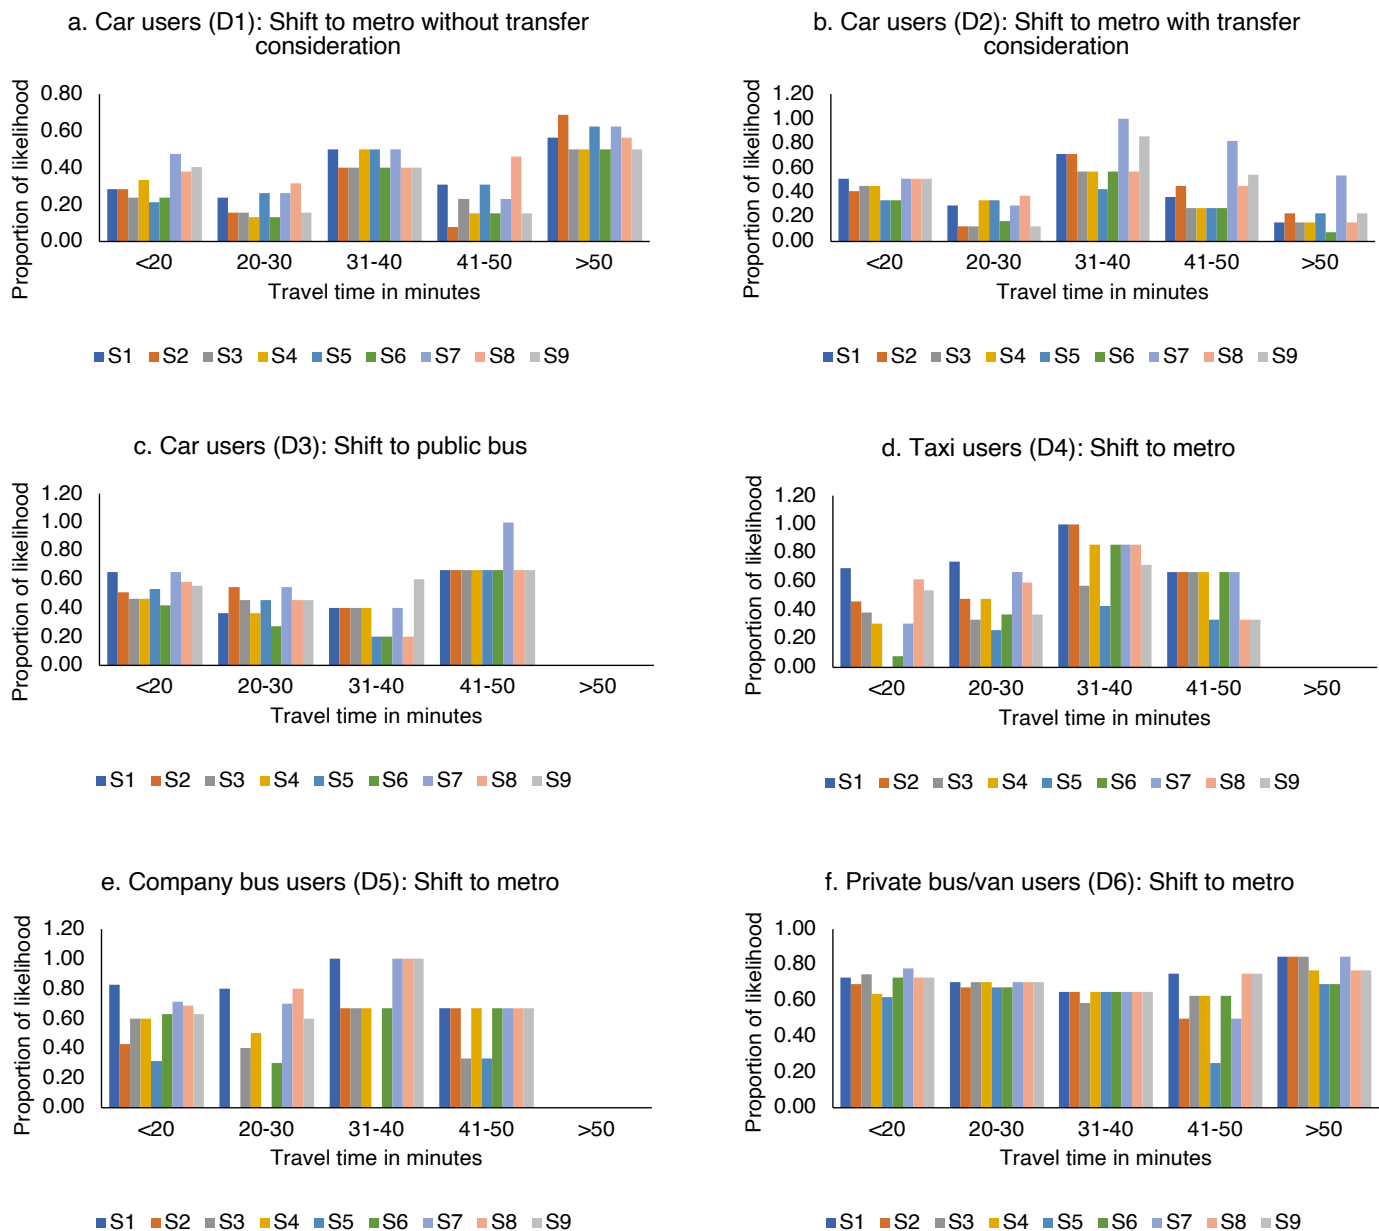 a. Car users (D1): Shift to metro without transfer
consideration
Proportion of likelihood
0.80
0.60
0.40
0.20
0.00
<20 20-30 31-40 41-50 >50
Travel time in minutes
S1 S2 S3 S4 S5 S6 S7 S8 S9
b. Car users (D2): Shift to metro with transfer
consideration
Proportion of likelihood
1.20
1.00
0.80
0.60
0.40
0.20
0.00
<20 20-30 31-40 41-50 >50
Travel time in minutes
S1 S2 S3 S4 S5 S6 S7 S8 S9
c. Car users (D3): Shift to public bus
Proportion of likelihood
1.20
1.00
0.80
0.60
0.40
0.20
0.00
<20 20-30 31-40 41-50 >50
Travel time in minutes
S1 S2 S3 S4 S5 S6 S7 S8 S9
d. Taxi users (D4): Shift to metro
Proportion of likelihood
1.20
1.00
0.80
0.60
0.40
0.20
0.00
<20 20-30 31-40 41-50 >50
Travel time in minutes
S1 S2 S3 S4 S5 S6 S7 S8 S9
e. Company bus users (D5): Shift to metro
Proportion of likelihood
1.20
1.00
0.80
0.60
0.40
0.20
0.00
<20 20-30 31-40 41-50 >50
Travel time in minutes
S1 S2 S3 S4 S5 S6 S7 S8 S9
f. Private bus/van users (D6): Shift to metro
Proportion of likelihood
1.00
0.80
0.60
0.40
0.20
0.00
<20 20-30 31-40 41-50 >50
Travel time in minutes
S1 S2 S3 S4 S5 S6 S7 S8 S9